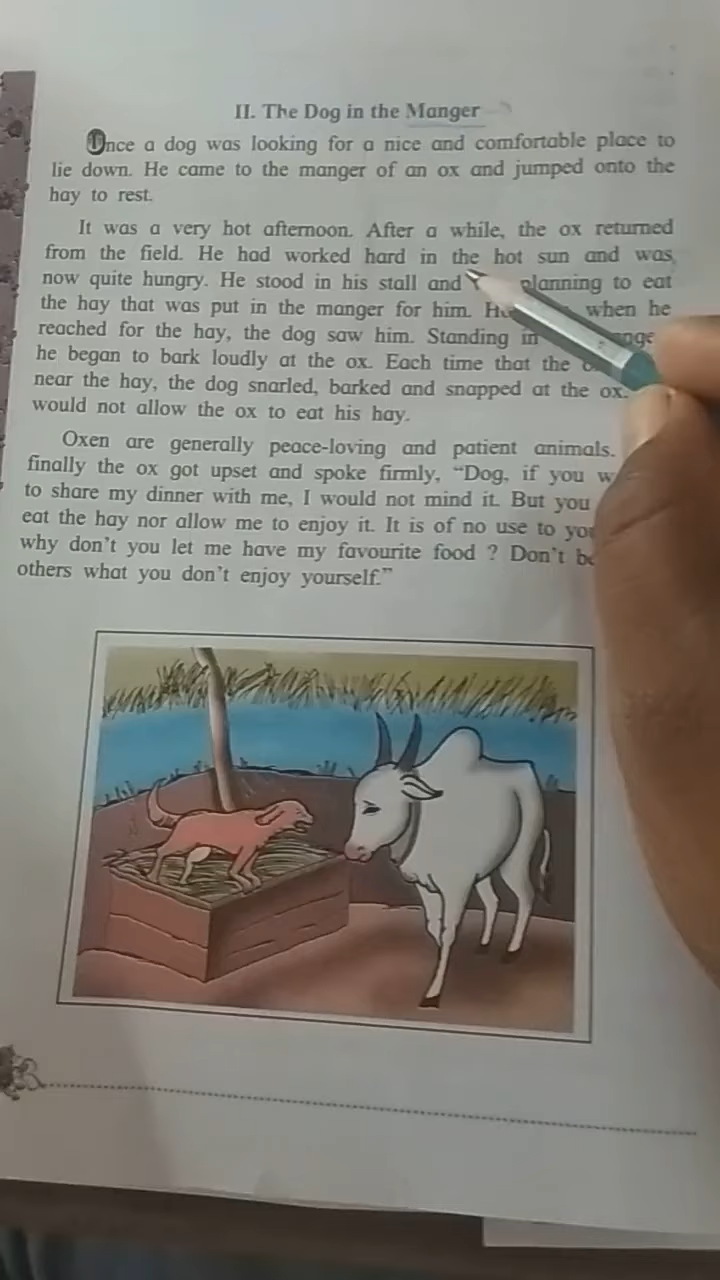 II. The Dog in the Manger
Once a dog was looking for a nice and comfortable place to
lie down. He came to the manger of an ox and jumped onto the
hay to rest.
It was a very hot afternoon. After a while, the ox returned
from the field. He had worked hard in the hot sun and was
now quite hungry. He stood in his stall and planning to eat
the hay that was put in the manger for him. when he
reached for the hay, the dog saw him. Standing in
he began to bark loudly at the ox. Each time that the
near the hay, the dog snarled, barked and snapped at the ox.
would not allow the ox to eat his hay.
Oxen are generally peace-loving and patient animals.
finally the ox got upset and spoke firmly, “Dog, if you
to share my dinner with me, I would not mind it. But you
eat the hay nor allow me to enjoy it. It is of no use to
why don't you let me have my favourite food ? Don't
others what you don't enjoy yourself.”